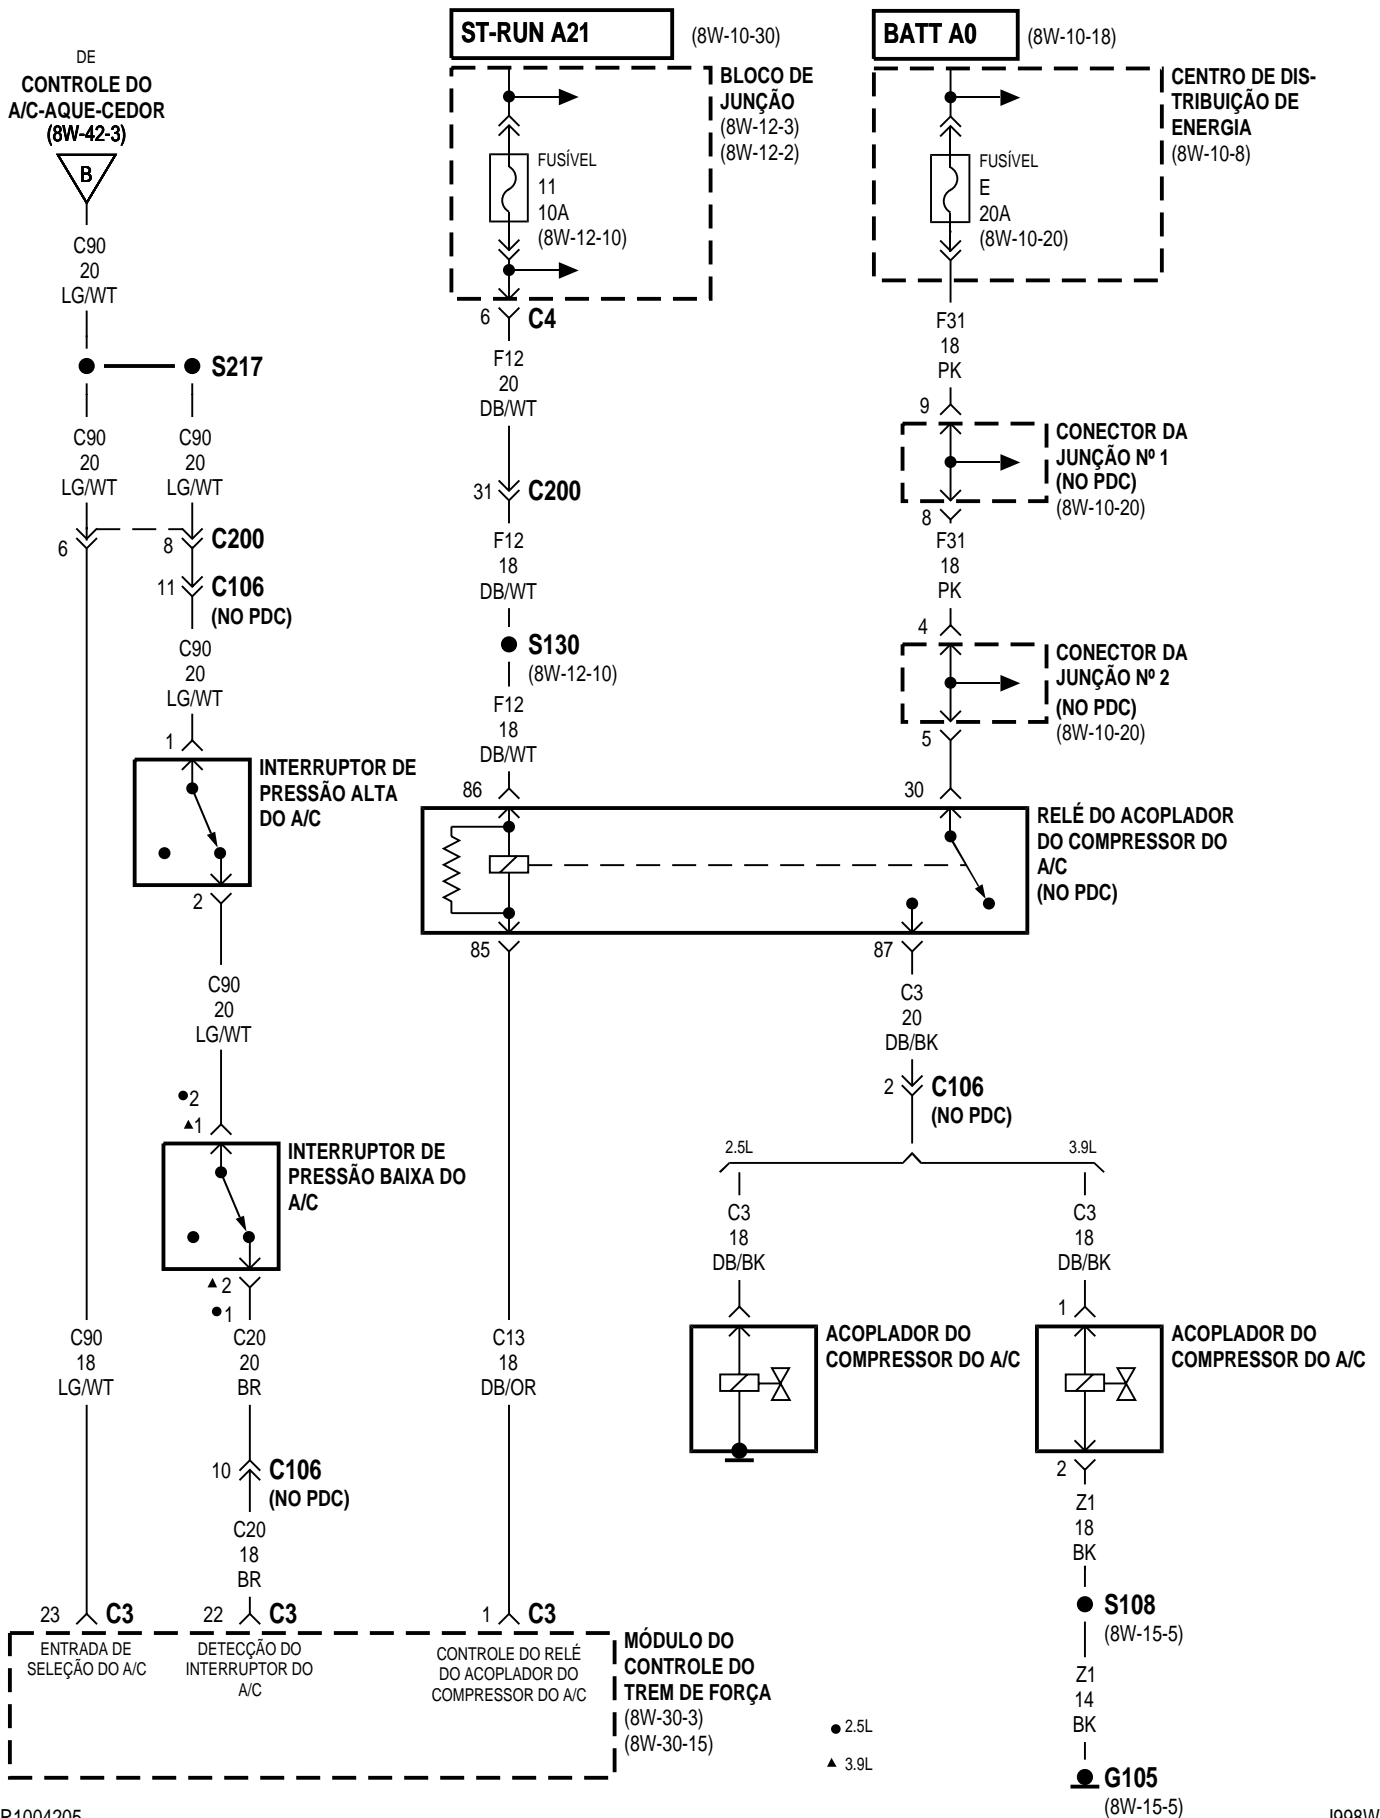 ST-RUN A21
(8W-10-30)
BATT A0
(8W-10-18)
DE
CONTROLE DO
A/C-AQUE-CEDOR
(8W-42-3)
B
BLOCO DE
JUNÇÃO
(8W-12-3)
(8W-12-2)
FUSÍVEL
11
10A
(8W-12-10)
CENTRO DE DIS-
TRIBUIÇÃO DE
ENERGIA
(8W-10-8)
FUSÍVEL
E
20A
(8W-10-20)
C90
20
LG/WT
S217
C90
20
LG/WT
C90
20
LG/WT
6
8
C200
11
C106
(NO PDC)
C90
20
LG/WT
1
INTERRUPTOR DE
PRESSÃO ALTA
DO A/C
2
C90
20
LG/WT
●2
▲1
INTERRUPTOR DE
PRESSÃO BAIXA DO
A/C
▲2
●1
C90
18
LG/WT
C20
20
BR
10
C106
(NO PDC)
C20
18
BR
6
C4
F12
20
DB/WT
31
C200
F12
18
DB/WT
S130
(8W-12-10)
F12
18
DB/WT
86
F31
18
PK
9
CONECTOR DA
JUNÇÃO Nº 1
(NO PDC)
(8W-10-20)
8
F31
18
PK
4
CONECTOR DA
JUNÇÃO Nº 2
(NO PDC)
(8W-10-20)
5
30
RELÉ DO ACOPLADOR
DO COMPRESSOR DO
A/C
(NO PDC)
85
87
C3
20
DB/BK
2
C106
(NO PDC)
2.5L
3.9L
C3
18
DB/BK
C3
18
DB/BK
1
ACOPLADOR DO
COMPRESSOR DO A/C
ACOPLADOR DO
COMPRESSOR DO A/C
C13
18
DB/OR
2
Z1
18
BK
S108
(8W-15-5)
Z1
14
BK
G105
(8W-15-5)
23
C3
22
C3
1
C3
ENTRADA DE
SELEÇÃO DO A/C
DETECÇÃO DO
INTERRUPTOR DO
A/C
CONTROLE DO RELÉ
DO ACOPLADOR DO
COMPRESSOR DO A/C
MÓDULO DO
CONTROLE DO
TREM DE FORÇA
(8W-30-3)
(8W-30-15)
● 2.5L
▲ 3.9L